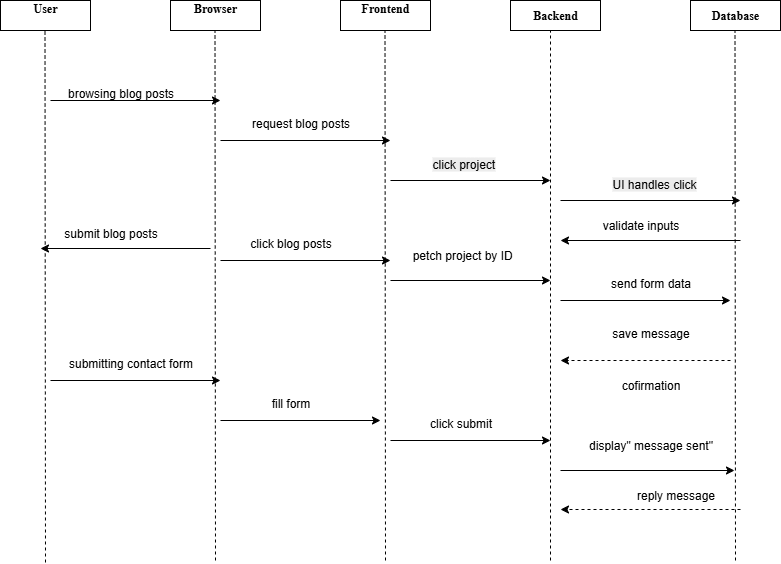 User
Browser
Frontend
Backend
Database
browsing blog posts
request blog posts
click project
UI handles click
submit blog posts
click blog posts
petch project by ID
validate inputs
send form data
save message
submitting contact form
cofirmation
fill form
click submit
display" message sent"
reply message